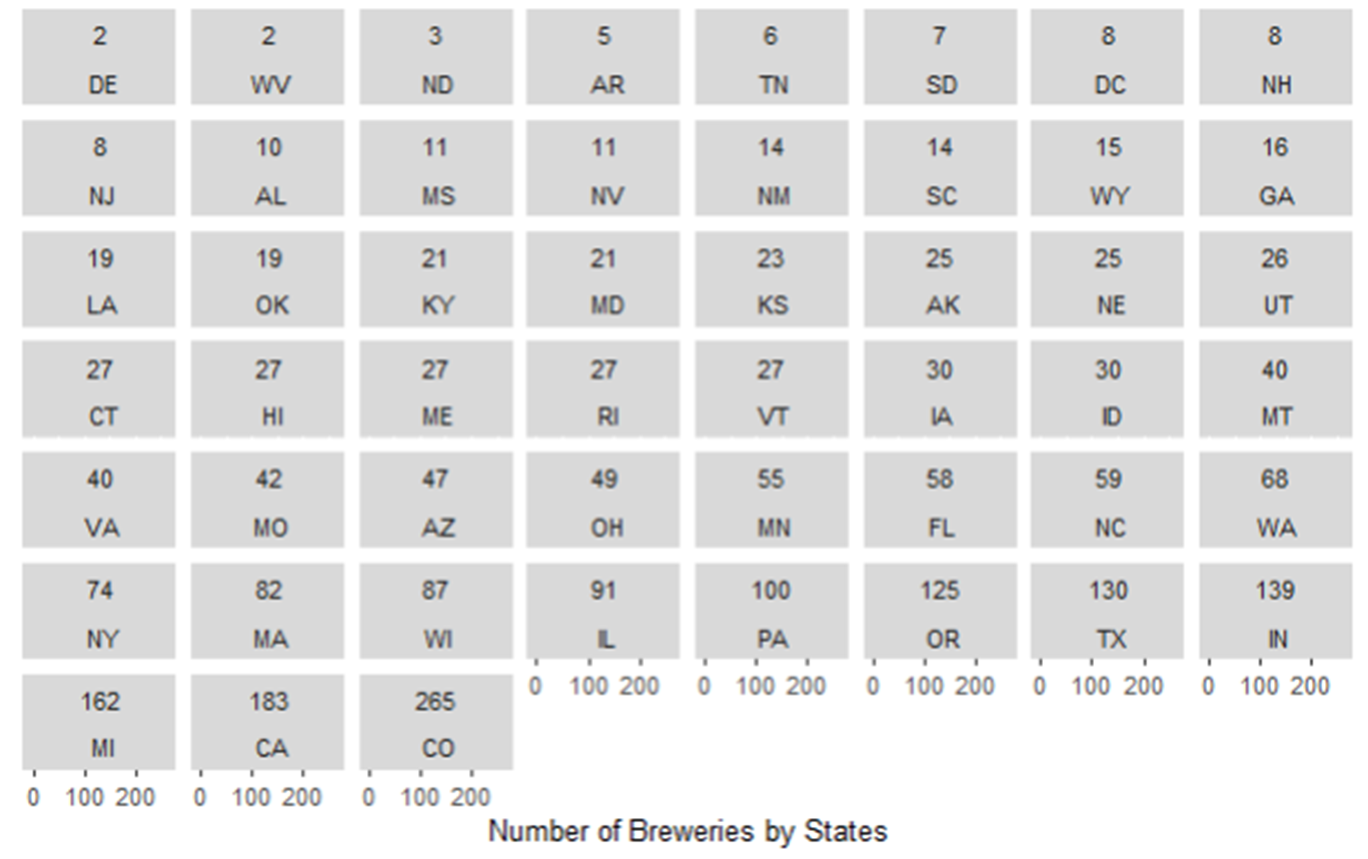 2 2 3 5 6 7 8 8
DE WV ND AR TN SD DC NH
8 10 11 11 14 14 15 16
NJ AL MS NV NM SC WY GA
19 19 21 21 23 25 25 26
LA OK KY MD KS AK NE UT
27 27 27 27 27 30 30 40
CT HI ME RI VT IA ID MT
40 42 47 49 55 58 59 68
VA MO AZ OH MN FL NC WA
74 82 87 91 100 125 130 139
NY MA WI IL PA OR TX IN
0 100 200 0 100 200 0 100 200 0 100 200 0 100 200
162 183 265
MI CA CO
0 100 200 0 100 200 0 100 200
Number of Breweries by States